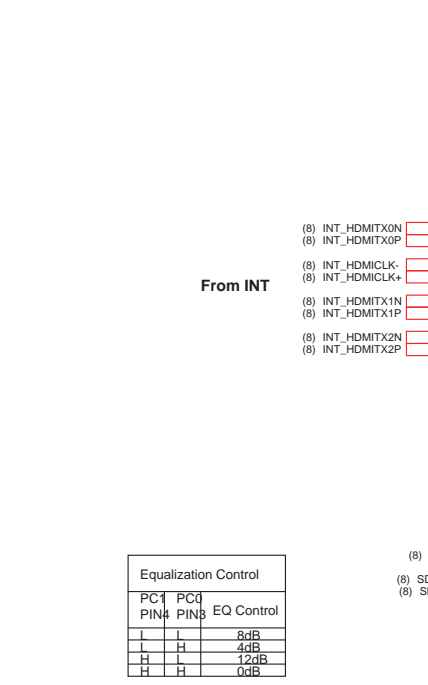 (8) INT_HDMITX0N
(8) INT_HDMITX0P
(8) INT_HDMICLK-
(8) INT_HDMICLK+
From INT
(8) INT_HDMITX1N
(8) INT_HDMITX1P
(8) INT_HDMITX2N
(8) INT_HDMITX2P
(8)
(8)
(8)
Equalization Control
PC1 PC0
PIN4 PIN3 EQ Control
L L 8dB
L H 4dB
H L 12dB
H H 0dB